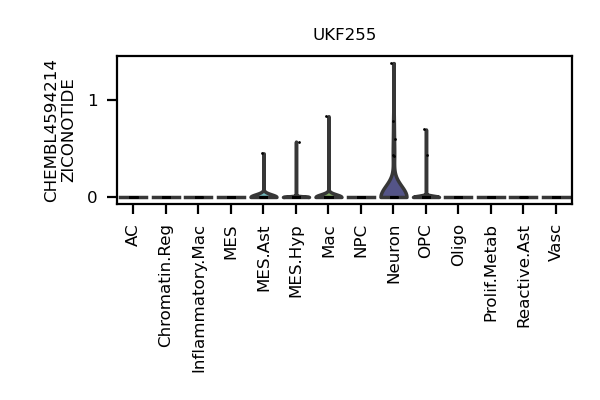 UKF255
CHEMBL4594214
ZICONOTIDE
1
0
AC
Chromatin.Reg
Inflammatory.Mac
MES
MES.Ast
MES.Hyp
Mac
NPC
Neuron
OPC
Oligo
Prolif.Metab
Reactive.Ast
Vasc